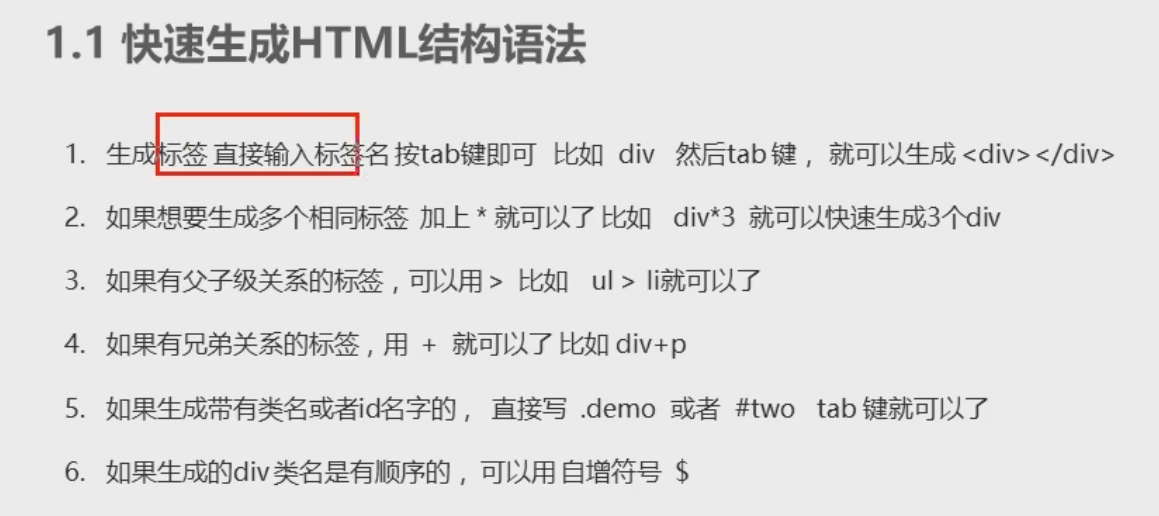 1.1 快速生成HTML结构语法
1. 生成标签 直接输入标签名 按tab键即可 比如 div 然后tab 键， 就可以生成 <div></div>
2. 如果想要生成多个相同标签 加上 * 就可以了 比如 div*3 就可以快速生成3个div
3. 如果有父子级关系的标签，可以用 > 比如 ul > li就可以了
4. 如果有兄弟关系的标签，用 + 就可以了 比如 div+p
5. 如果生成带有类名或者id名字的， 直接写 .demo 或者 #two tab 键就可以了
6. 如果生成的div 类名是有顺序的， 可以用 自增符号 $